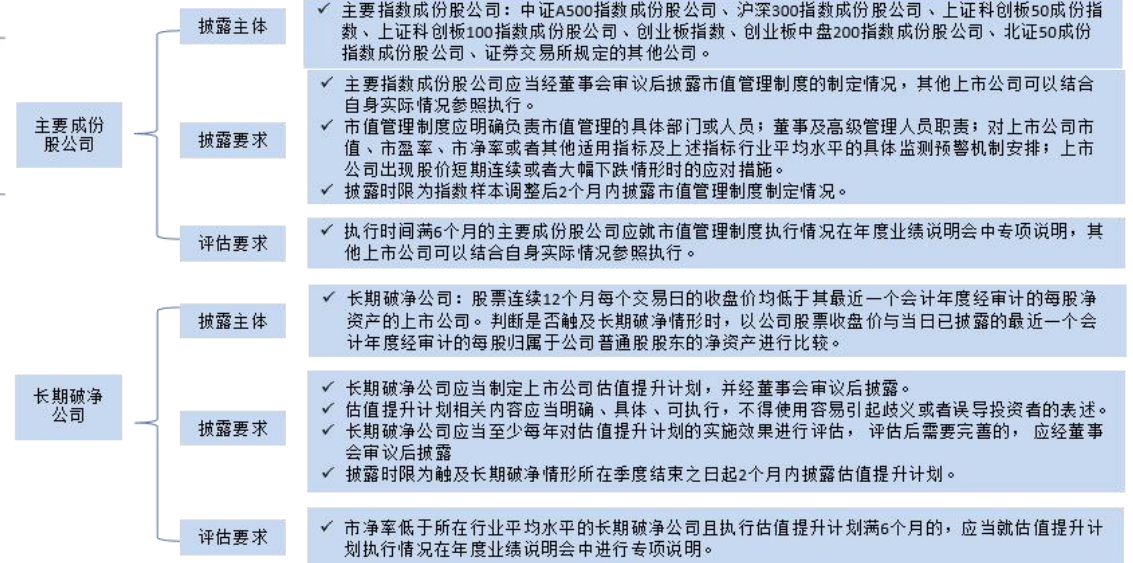 主要成份
股公司
披露主体
✓ 主要指数成份股公司：中证A500指数成份股公司、沪深300指数成份股公司、上证科创板50成份指
数、上证科创板100指数成份股公司、创业板指数、创业板中盘200指数成份股公司、北证50成份
指数成份股公司、证券交易所规定的其他公司。
披露要求
✓ 主要指数成份股公司应当经董事会审议后披露市值管理制度的制定情况，其他上市公司可以结合
自身实际情况参照执行。
✓ 市值管理制度应明确负责市值管理的具体部门或人员；董事及高级管理人员职责；对上市公司市
值、市盈率、市净率或者其他适用指标及上述指标行业平均水平的具体监测预警机制安排；上市
公司出现股价短期连续或者大幅下跌情形时的应对措施。
✓ 披露时限为指数样本调整后2个月内披露市值管理制度制定情况。
评估要求
✓ 执行时间满6个月的主要成份股公司应就市值管理制度执行情况在年度业绩说明会中专项说明，其
他上市公司可以结合自身实际情况参照执行。
长期破净
公司
披露主体
✓ 长期破净公司：股票连续12个月每个交易日的收盘价均低于其最近一个会计年度经审计的每股净
资产的上市公司。判断是否触及长期破净情形时，以公司股票收盘价与当日已披露的最近一个会
计年度经审计的每股归属于公司普通股股东的净资产进行比较。
披露要求
✓ 长期破净公司应当制定上市公司估值提升计划，并经董事会审议后披露。
✓ 估值提升计划相关内容应当明确、具体、可执行，不得使用容易引起歧义或者误导投资者的表述。
✓ 长期破净公司应当至少每年对估值提升计划的实施效果进行评估， 评估后需要完善的， 应经董事
会审议后披露
✓ 披露时限为触及长期破净情形所在季度结束之日起2个月内披露估值提升计划。
评估要求
✓ 市净率低于所在行业平均水平的长期破净公司且执行估值提升计划满6个月的，应当就估值提升计
划执行情况在年度业绩说明会中进行专项说明。